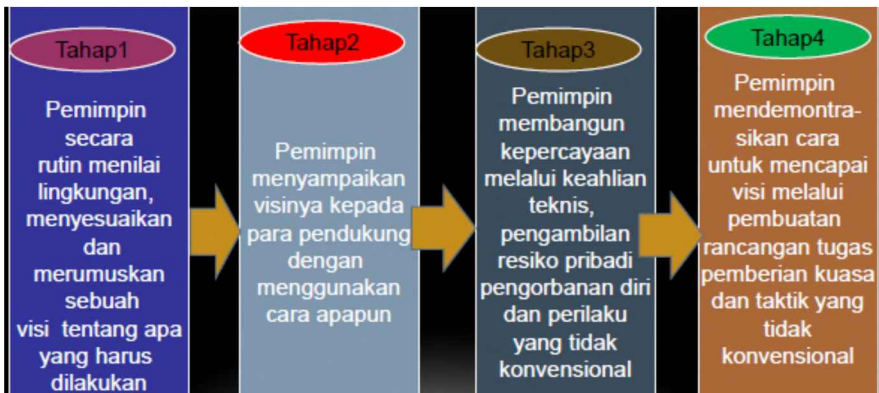 Tahap1
Pemimpin
secara
rutin menilai
lingkungan,
menyesuaikan
dan
merumuskan
sebuah
visi tentang apa
yang harus
dilakukan
Tahap2
Pemimpin
menyampaikan
visinya kepada
para pendukung
dengan
menggunakan
cara apapun
Tahap3
Pemimpin
membangun
kepercayaan
melalui keahlian
teknis,
pengambilan
resiko pribadi
pengorbanan diri
dan perilaku
yang tidak
konvensional
Tahap4
Pemimpin
mendemontra-
sikan cara
untuk mencapai
visi melalui
pembuatan
rancangan tugas
pemberian kuasa
dan taktik yang
tidak
konvensional